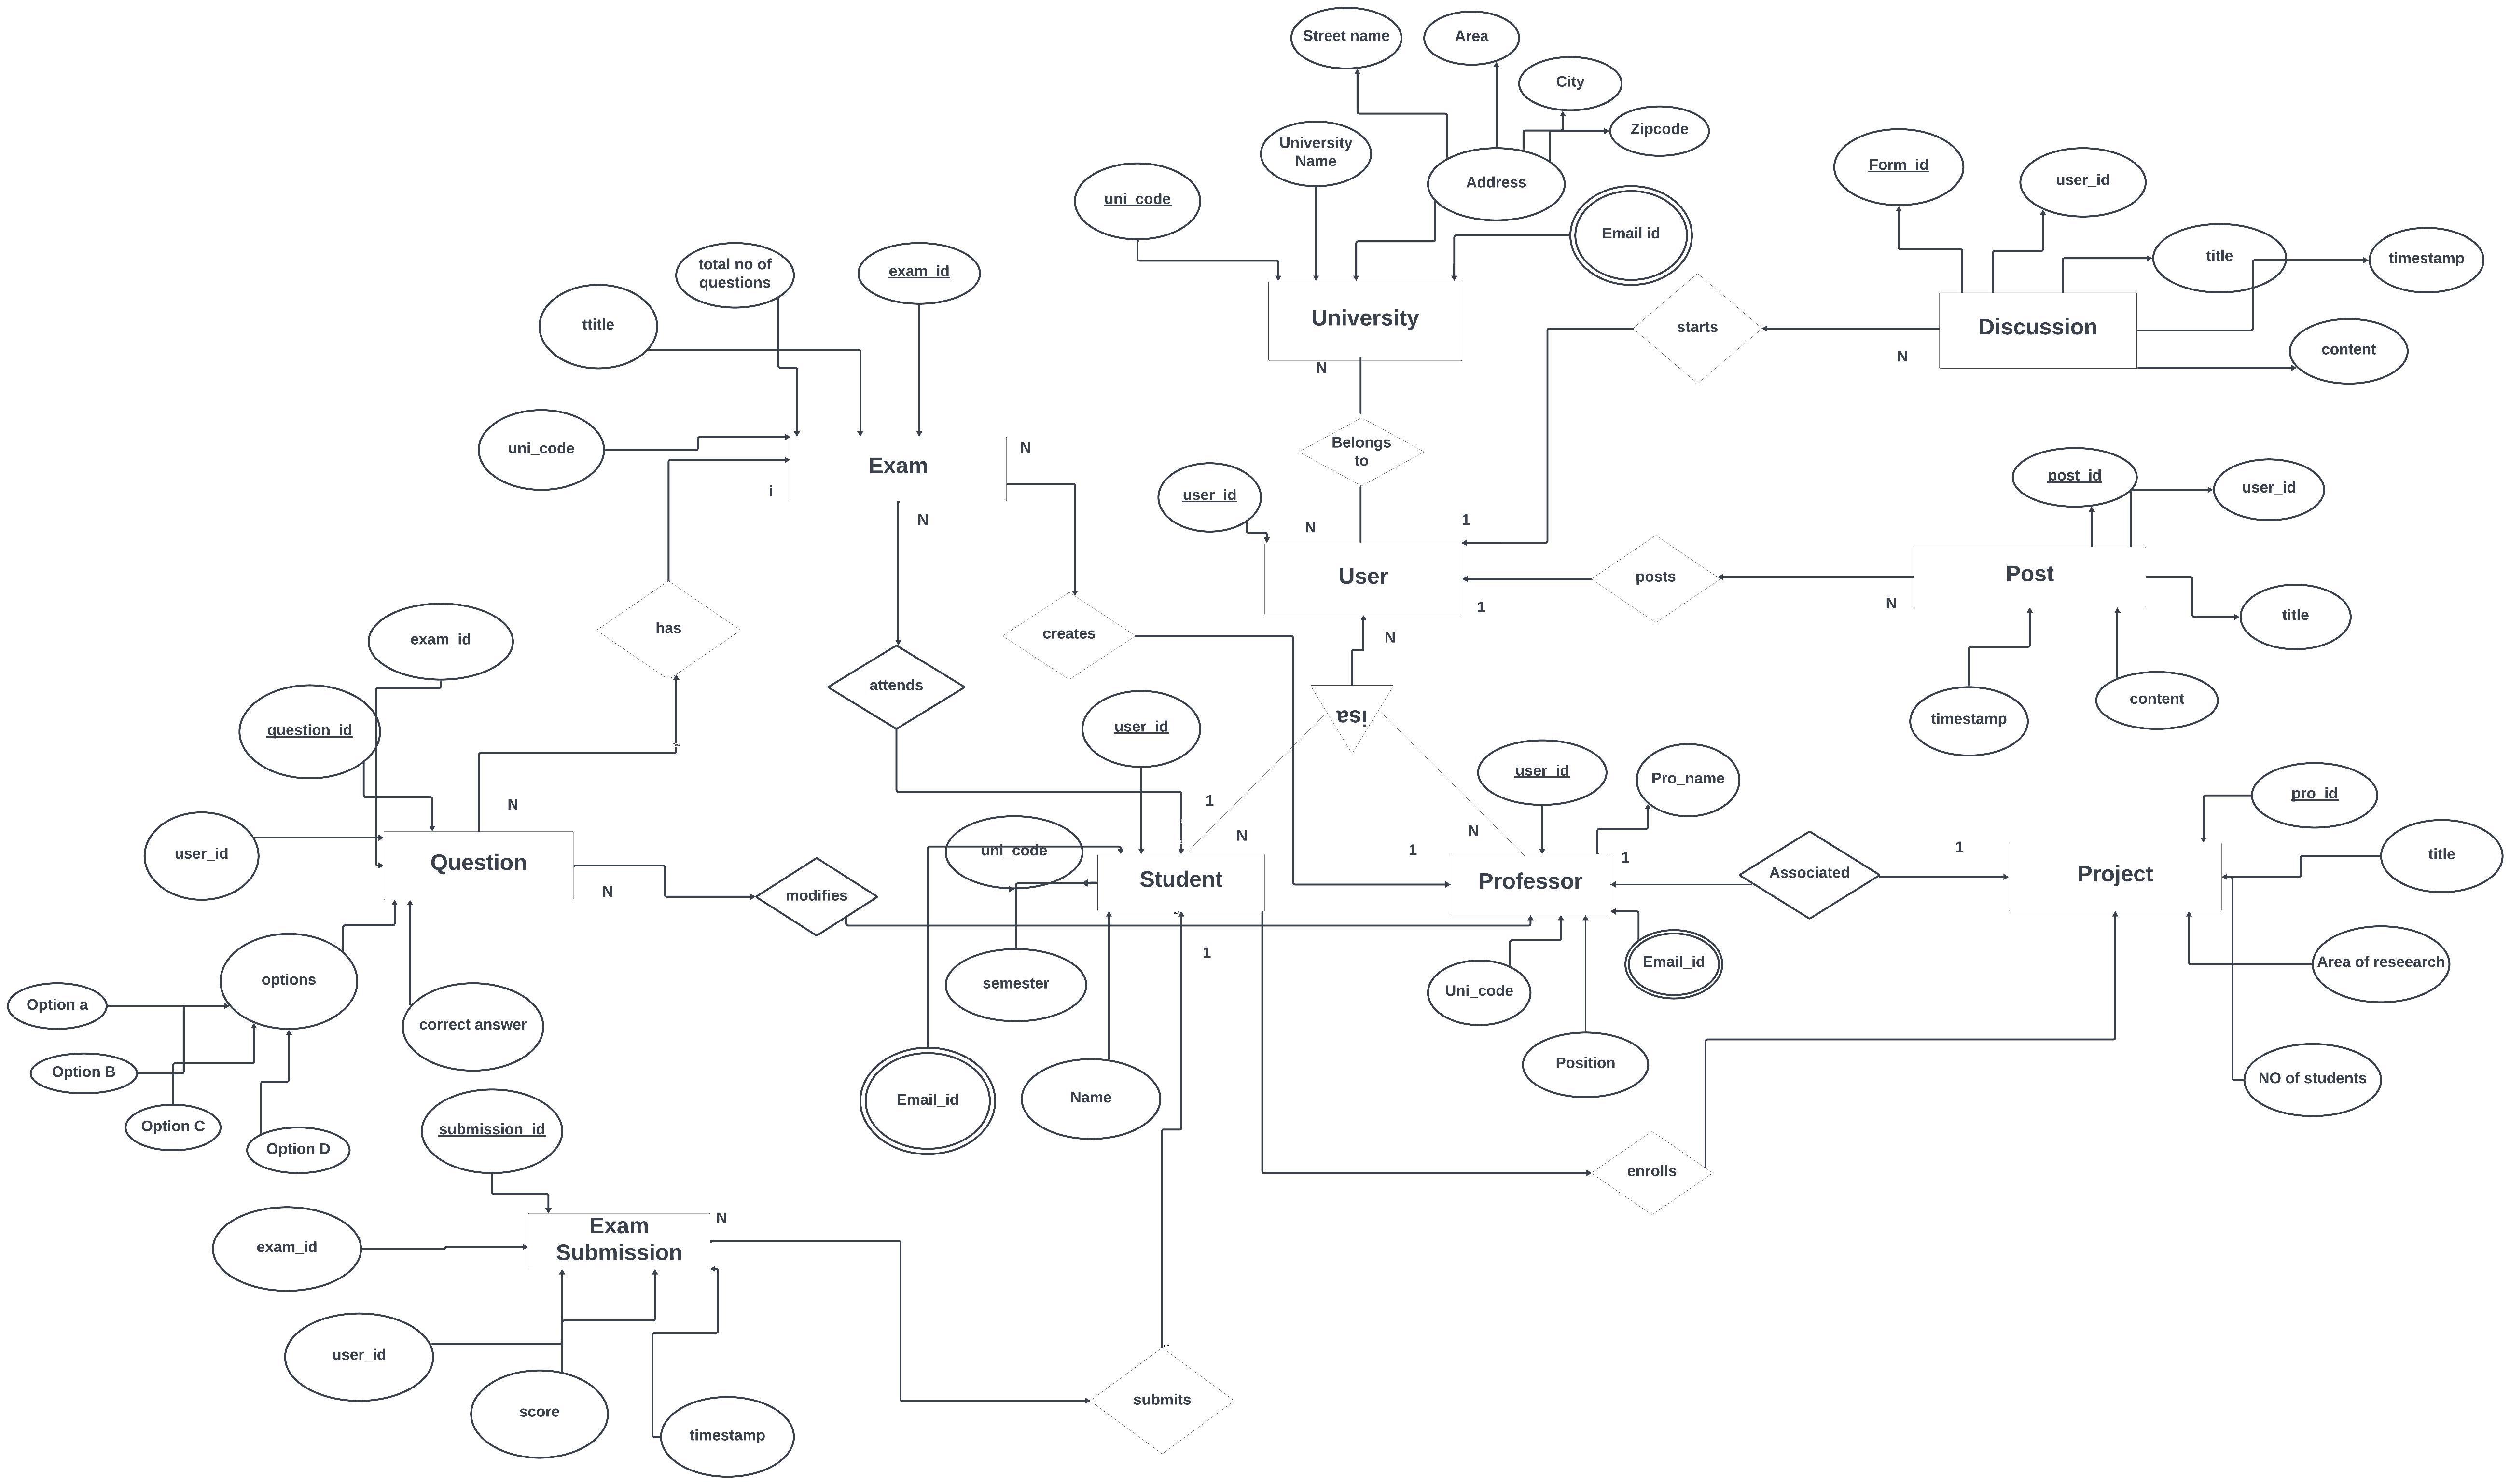 Street name
Area
City
Zipcode
University
Name
Address
uni_code
Email id
Form_id
user_id
title
timestamp
content
total no of
questions
exam_id
ttitle
uni_code
University
starts
Discussion
N
N
Belongs
to
Exam
N
i
N
user_id
N
1
User
posts
1
N
Post
post_id
user_id
title
content
timestamp
has
creates
attends
N
isa
exam_id
question_id
user_id
Question
N
N
modifies
options
Option a
Option B
Option C
Option D
correct answer
user_id
1
N
uni_code
Student
1
semester
Email_id
Name
user_id
Pro_name
N
1
Professor
1
Uni_code
Email_id
Position
Associated
1
Project
pro_id
title
Area of reseearch
NO of students
enrolls
submission_id
Exam
Submission
N
exam_id
user_id
score
timestamp
submits